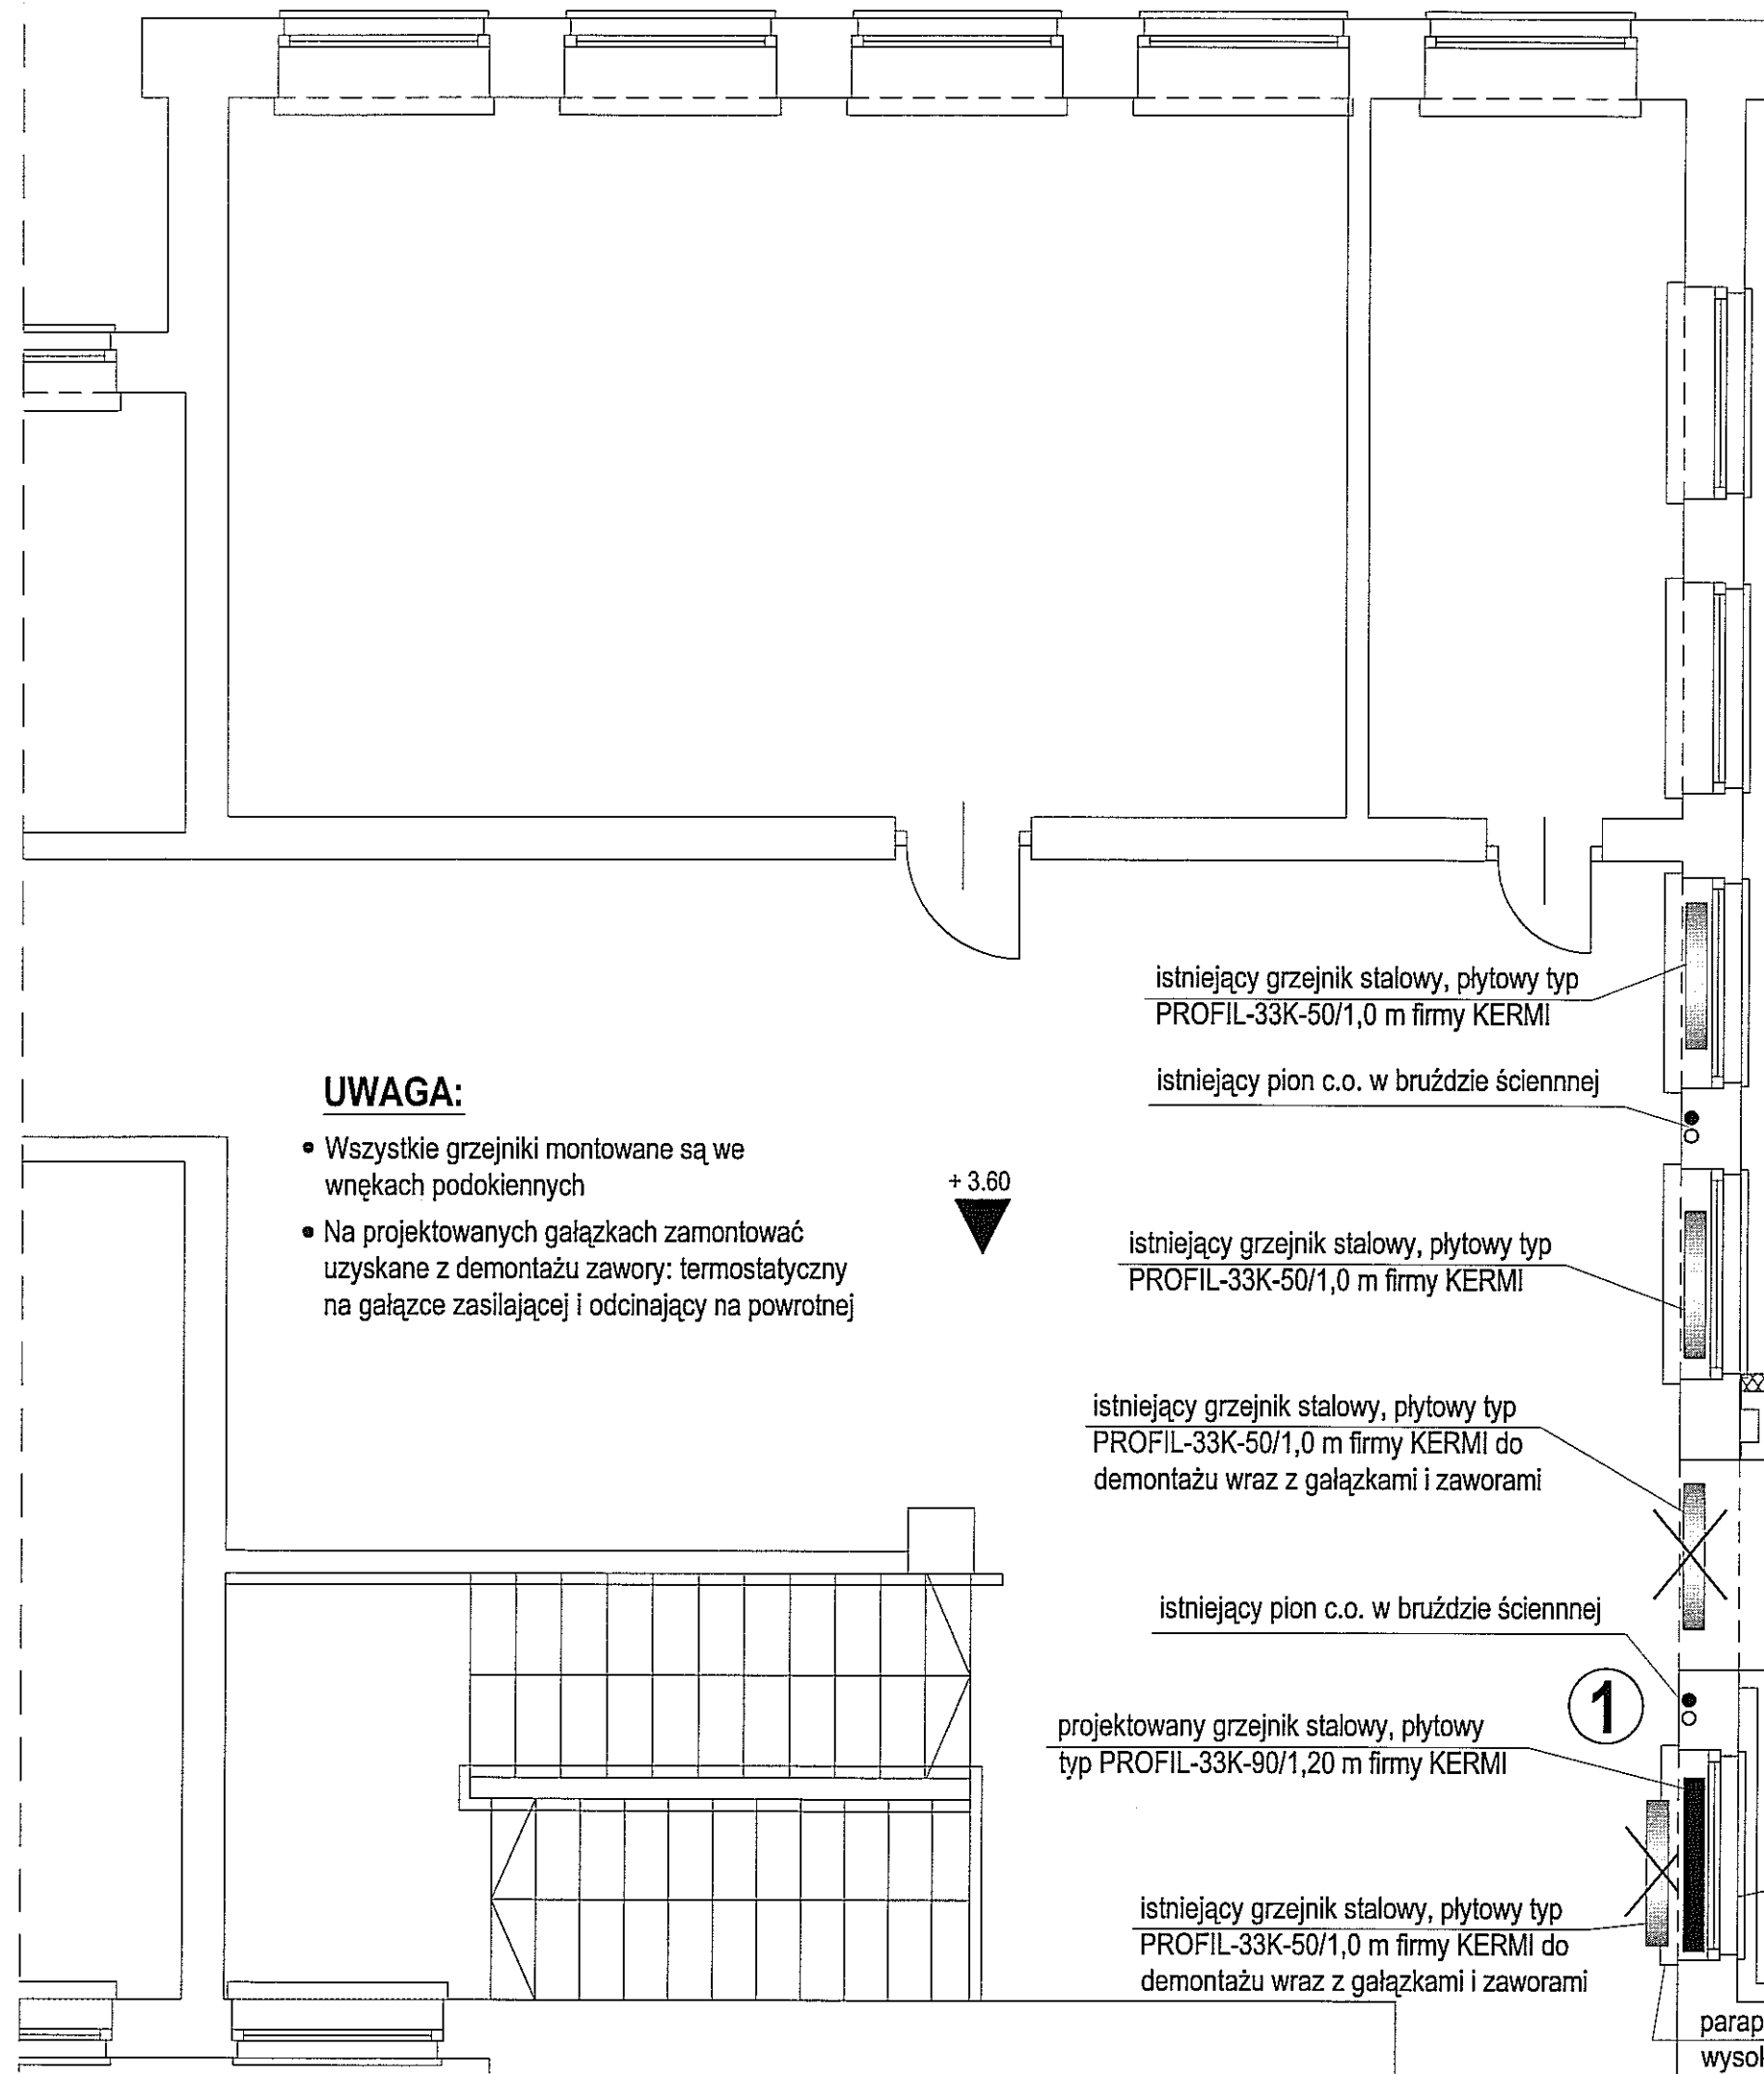 istniejący grzejnik stalowy, płytowy typ
PROFIL-33K-50/1,0 m firmy KERMI
istniejący pion c.o. w bruździe ściennnej
UWAGA:
• Wszystkie grzejniki montowane są we
wnękach podokiennych
• Na projektowanych gałązkach zamontować
uzyskane z demontażu zawory: termostatyczny
na gałązce zasilającej i odcinający na powrotnej
+ 3.60
istniejący grzejnik stalowy, płytowy typ
PROFIL-33K-50/1,0 m firmy KERMI
istniejący grzejnik stalowy, płytowy typ
PROFIL-33K-50/1,0 m firmy KERMI do
demontażu wraz z gałązkami i zaworami
istniejący pion c.o. w bruździe ściennnej
1
projektowany grzejnik stalowy, płytowy
typ PROFIL-33K-90/1,20 m firmy KERMI
istniejący grzejnik stalowy, płytowy typ
PROFIL-33K-50/1,0 m firmy KERMI do
demontażu wraz z gałązkami i zaworami
parap